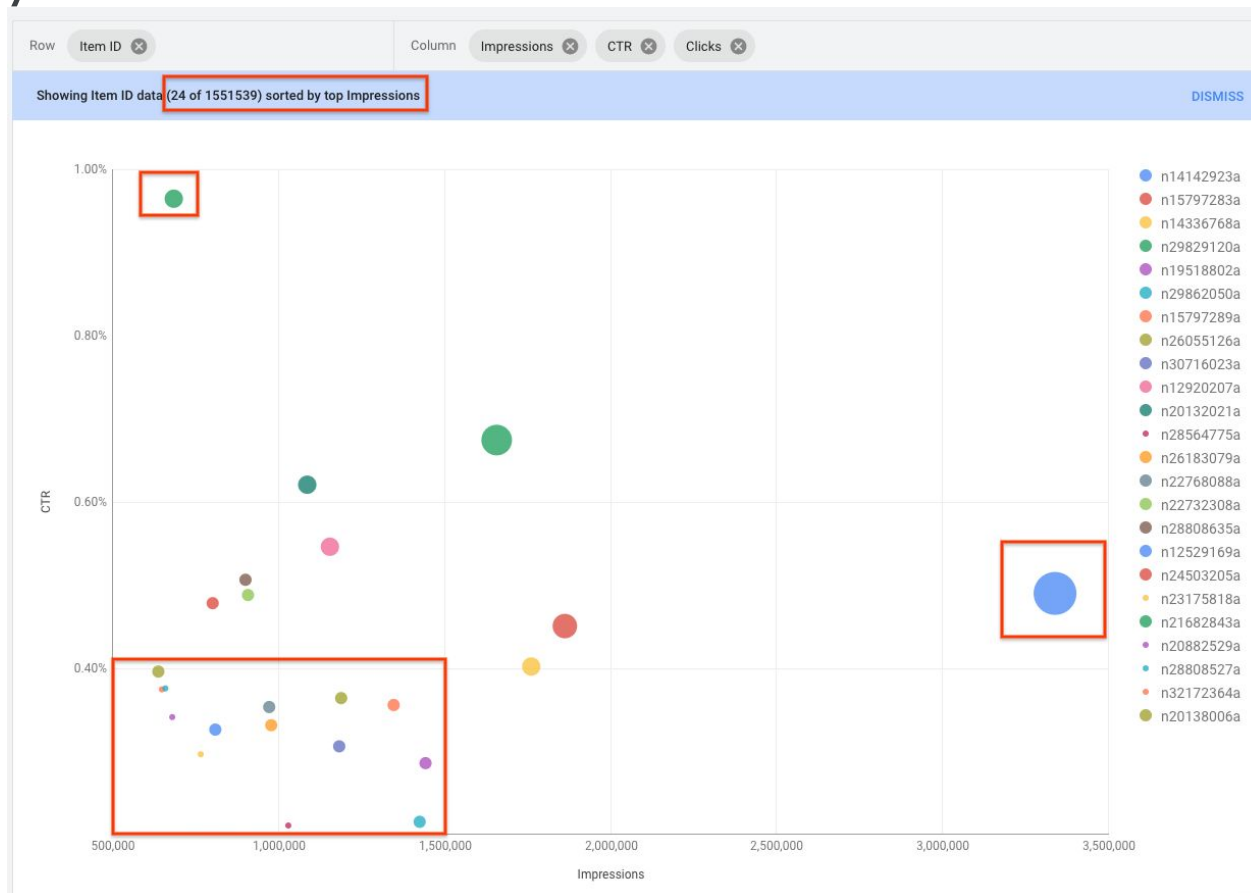 Row Item ID Column Impressions CTR Clicks
Showing Item ID data (24 of 1551539) sorted by top Impressions DISMISS
1.00%
0.80%
0.60%
0.40%
CTR
500,000 1,000,000 1,500,000 2,000,000 2,500,000 3,000,000 3,500,000
Impressions
n14142923a
n15797283a
n14336768a
n29829120a
n19518802a
n29862050a
n15797289a
n26055126a
n30716023a
n12920207a
n20132021a
n28564775a
n26183079a
n22768088a
n22732308a
n28808635a
n12529169a
n24503205a
n23175818a
n21682843a
n20882529a
n28808527a
n32172364a
n20138006a